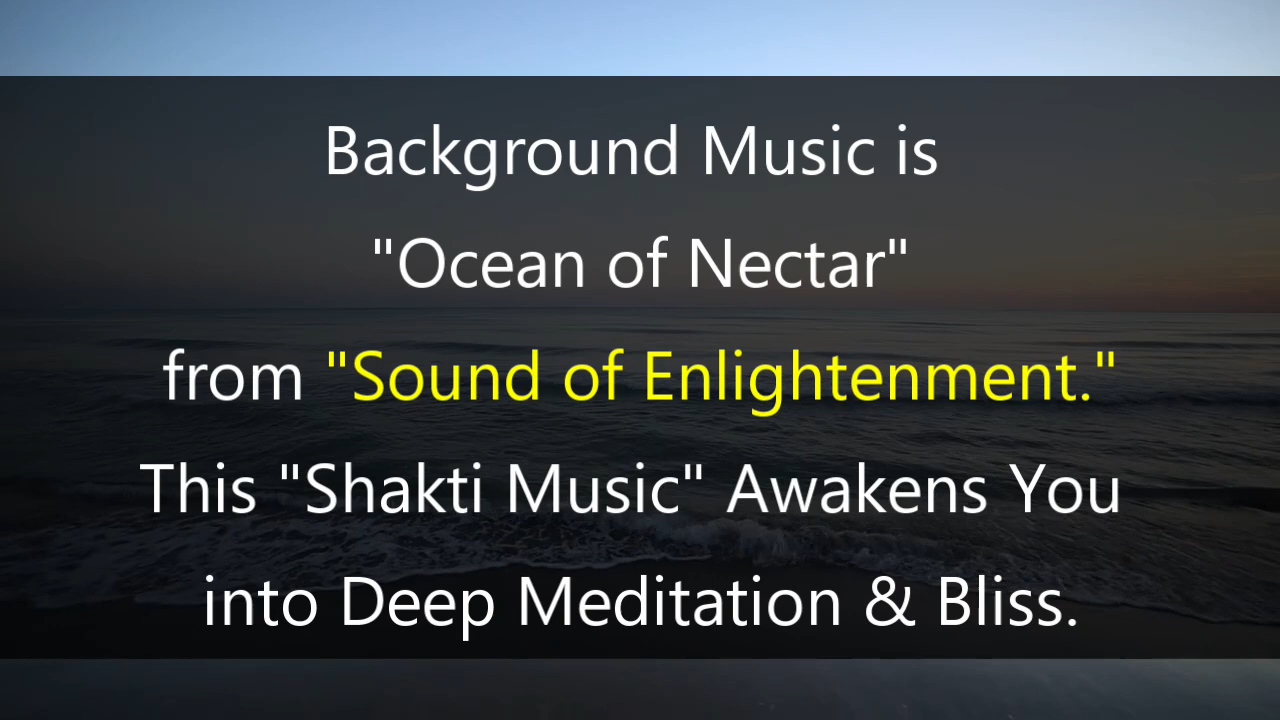 Background Music is
"Ocean of Nectar"
from "Sound of Enlightenment."
This "Shakti Music" Awakens You
into Deep Meditation & Bliss.